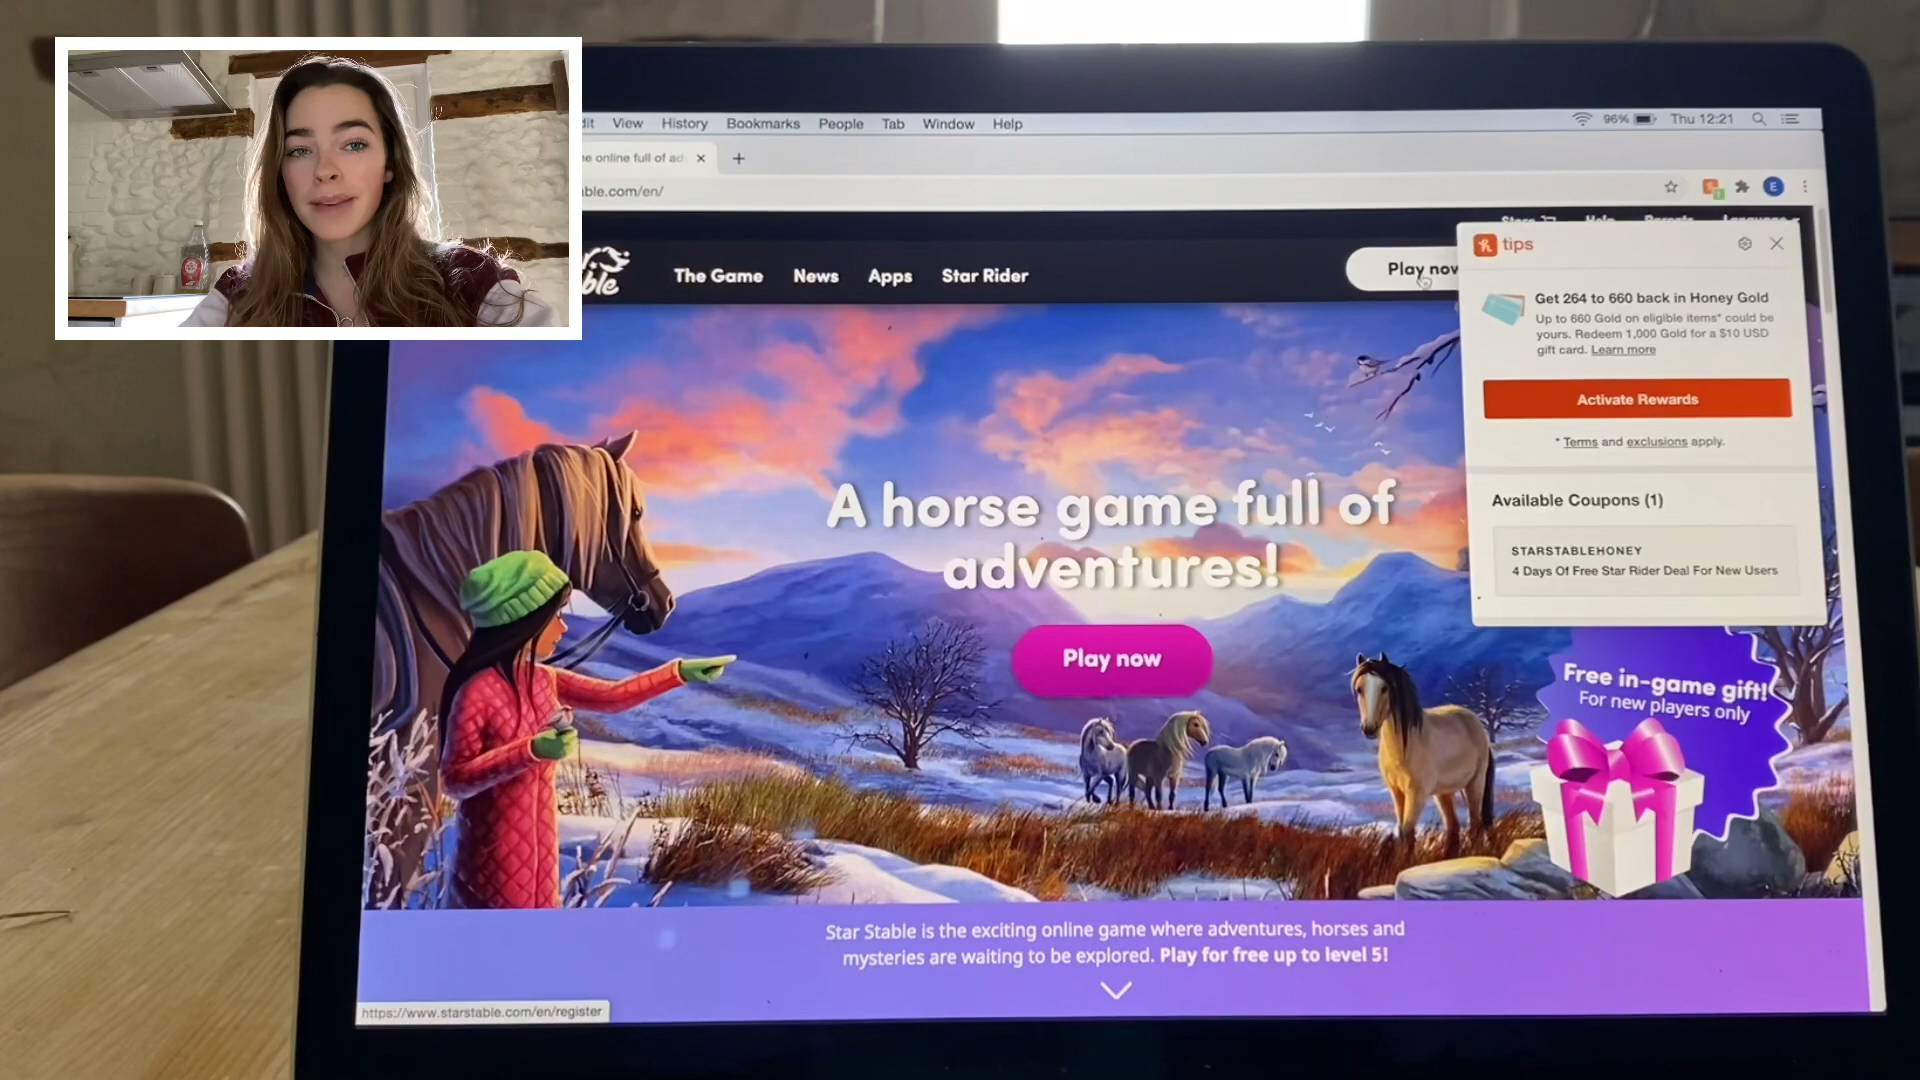 View History Bookmarks People Tab Window Help
96% Thu 12:21
online full of ad
ble.com/en/
E
The Game News Apps Star Rider
Play now
tips
Get 264 to 660 back in Honey Gold
Up to 660 Gold on eligible items* could be
yours. Redeem 1,000 Gold for a $10 USD
gift card. Learn more
Activate Rewards
* Terms and exclusions apply.
Available Coupons (1)
STARSTABLEHONEY
4 Days Of Free Star Rider Deal For New Users
A horse game full of
adventures!
Play now
Free in-game gift!
For new players only
Star Stable is the exciting online game where adventures, horses and
mysteries are waiting to be explored. Play for free up to level 5!
https://www.starstable.com/en/register